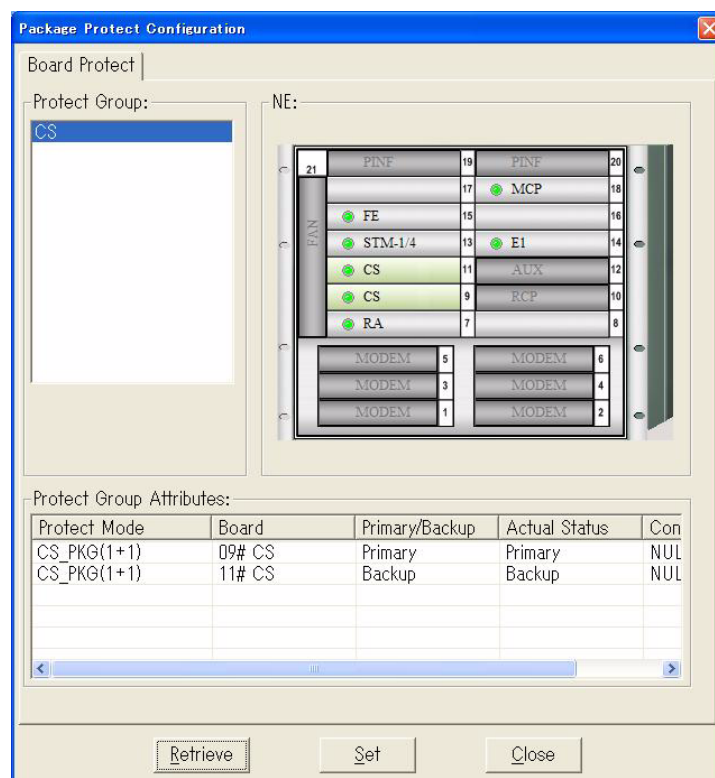 Package Protect Configuration
Board Protect
Protect Group:
CS
NE:
21 PINF 19 PINF 20
17 MCP 18
FAN
FE 15 16
STM-1/4 13 E1 14
CS 11 AUX 12
CS 9 RCP 10
RA 7 8
MODEM 5 MODEM 6
MODEM 3 MODEM 4
MODEM 1 MODEM 2
Protect Group Attributes:
Protect Mode Board Primary/Backup Actual Status Con
CS_PKG(1+1) 09# CS Primary Primary NUL
CS_PKG(1+1) 11# CS Backup Backup NUL
Retrieve Set Close